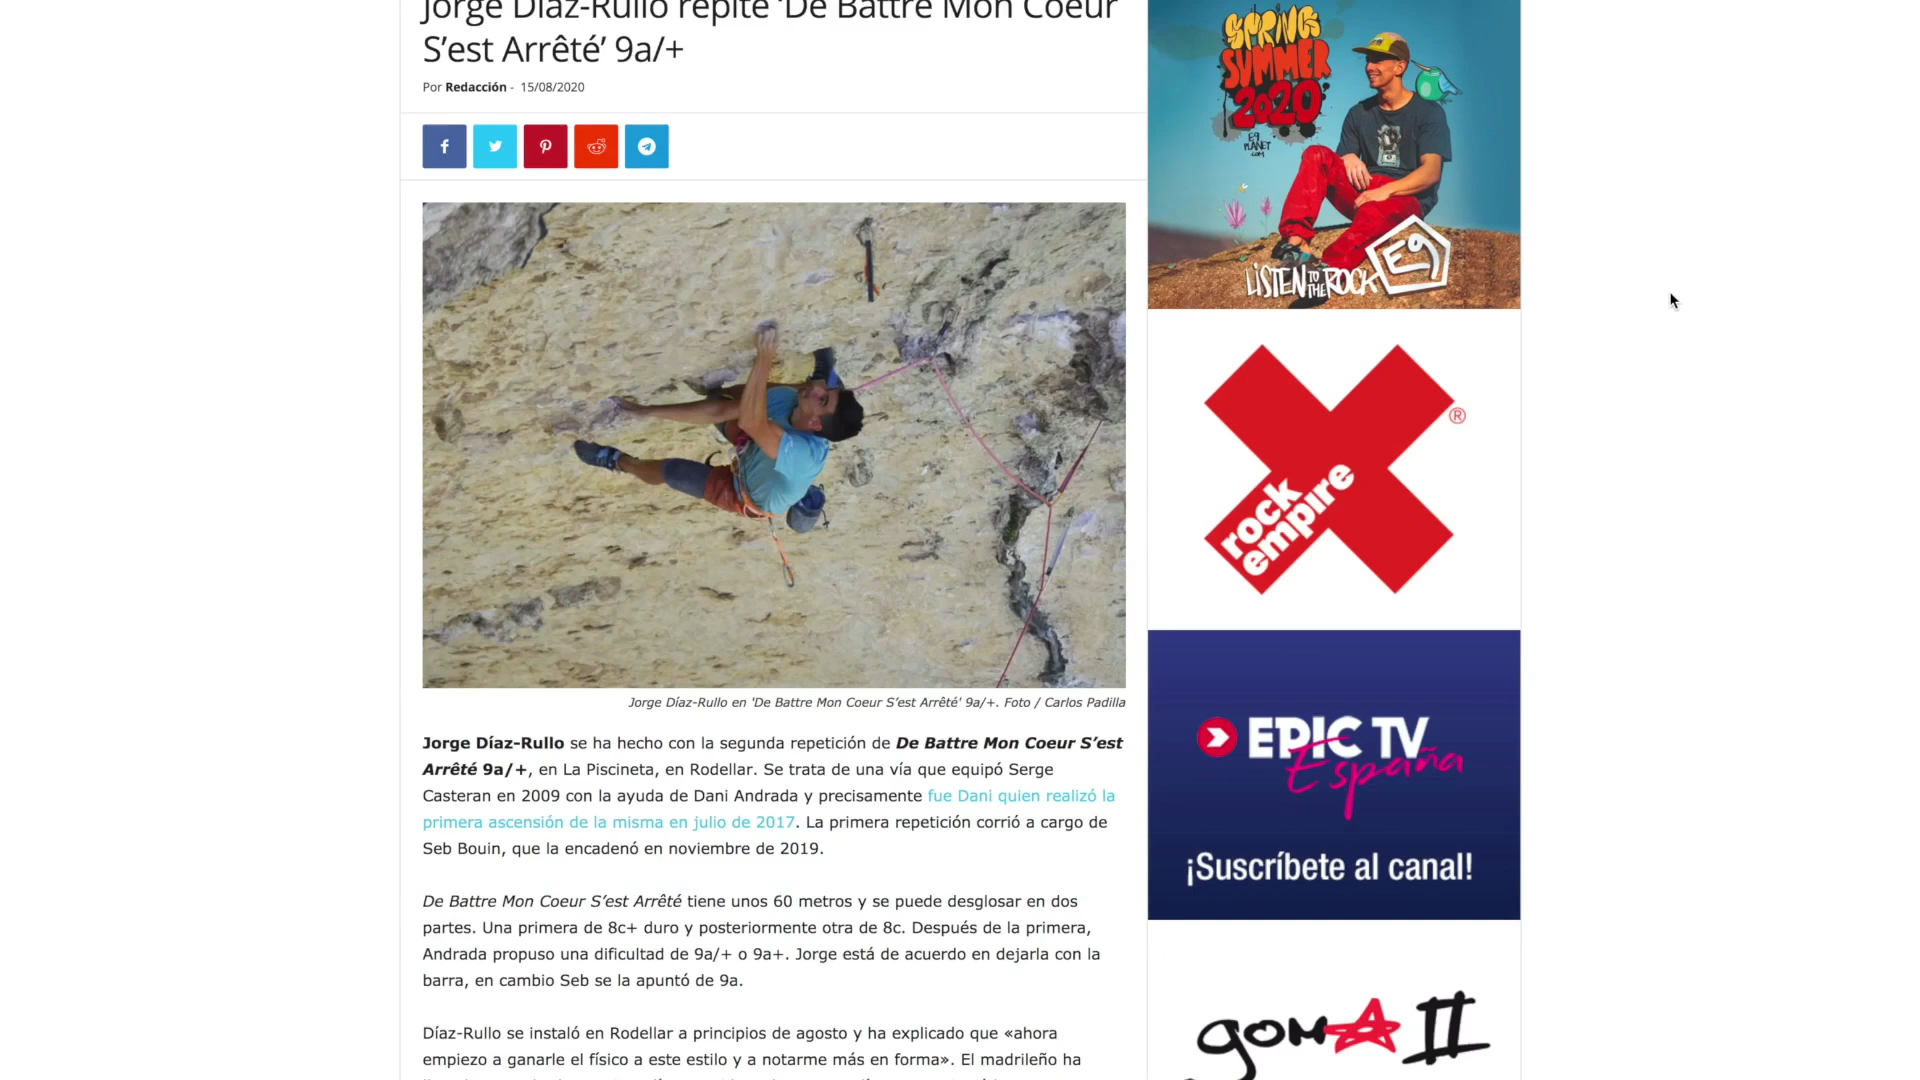 Jorge Díaz-Rullo repite ‘De Battre Mon Coeur
S’est Arrêté’ 9a/+
Por Redacción - 15/08/2020
SPRING
SUMMER
2020
E9
PLANET
.COM
LISTEN TO THE ROCK
E9
rock
empire
®
EPIC TV
España
¡Suscríbete al canal!
goma II
Jorge Díaz-Rullo en 'De Battre Mon Coeur S’est Arrêté' 9a/+. Foto / Carlos Padilla
Jorge Díaz-Rullo se ha hecho con la segunda repetición de De Battre Mon Coeur S’est
Arrêté 9a/+, en La Piscineta, en Rodellar. Se trata de una vía que equipó Serge
Casteran en 2009 con la ayuda de Dani Andrada y precisamente fue Dani quien realizó la
primera ascensión de la misma en julio de 2017. La primera repetición corrió a cargo de
Seb Bouin, que la encadenó en noviembre de 2019.
De Battre Mon Coeur S’est Arrêté tiene unos 60 metros y se puede desglosar en dos
partes. Una primera de 8c+ duro y posteriormente otra de 8c. Después de la primera,
Andrada propuso una dificultad de 9a/+ o 9a+. Jorge está de acuerdo en dejarla con la
barra, en cambio Seb se la apuntó de 9a.
Díaz-Rullo se instaló en Rodellar a principios de agosto y ha explicado que «ahora
empiezo a ganarle el físico a este estilo y a notarme más en forma». El madrileño ha